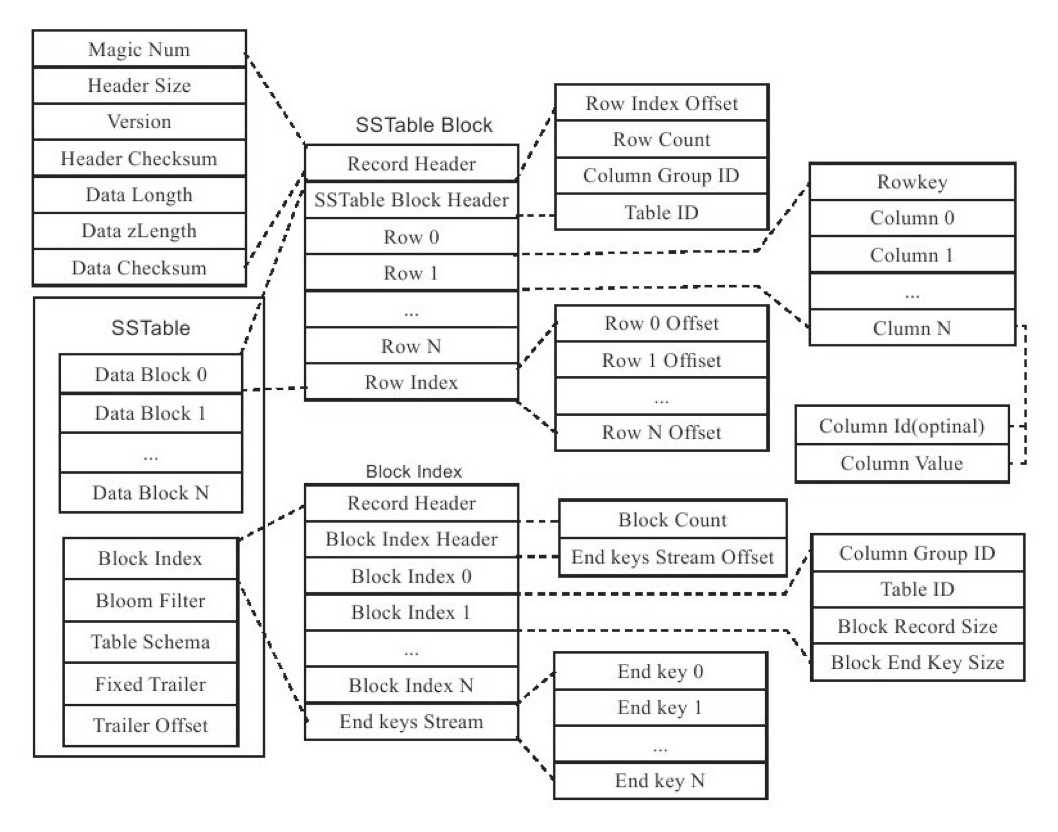 Magic Num
Header Size
Version
Header Checksum
Data Longth
Data zLength
Data Checksum
SSTable
Data Block 0
Data Block 1
...
Data Block N
Block Index
Bloom Filter
Table Schema
Fixed Trailer
Trailer Offset
SSTable Block
Record Header
SSTable Block Header
Row 0
Row 1
...
Row N
Row Index
Block Index
Record Header
Block Index Header
Block Index 0
Block Index 1
...
Block Index N
End keys Stream
Row Index Offset
Row Count
Column Group ID
Table ID
Row 0 Offset
Row 1 Offiset
...
Row N Offset
Block Count
End keys Stream Offset
End key 0
End key 1
...
End key N
Rowkey
Column 0
Column 1
...
Clumn N
Column Id(optinal)
Column Value
Column Group ID
Table ID
Block Record Size
Block End Key Size